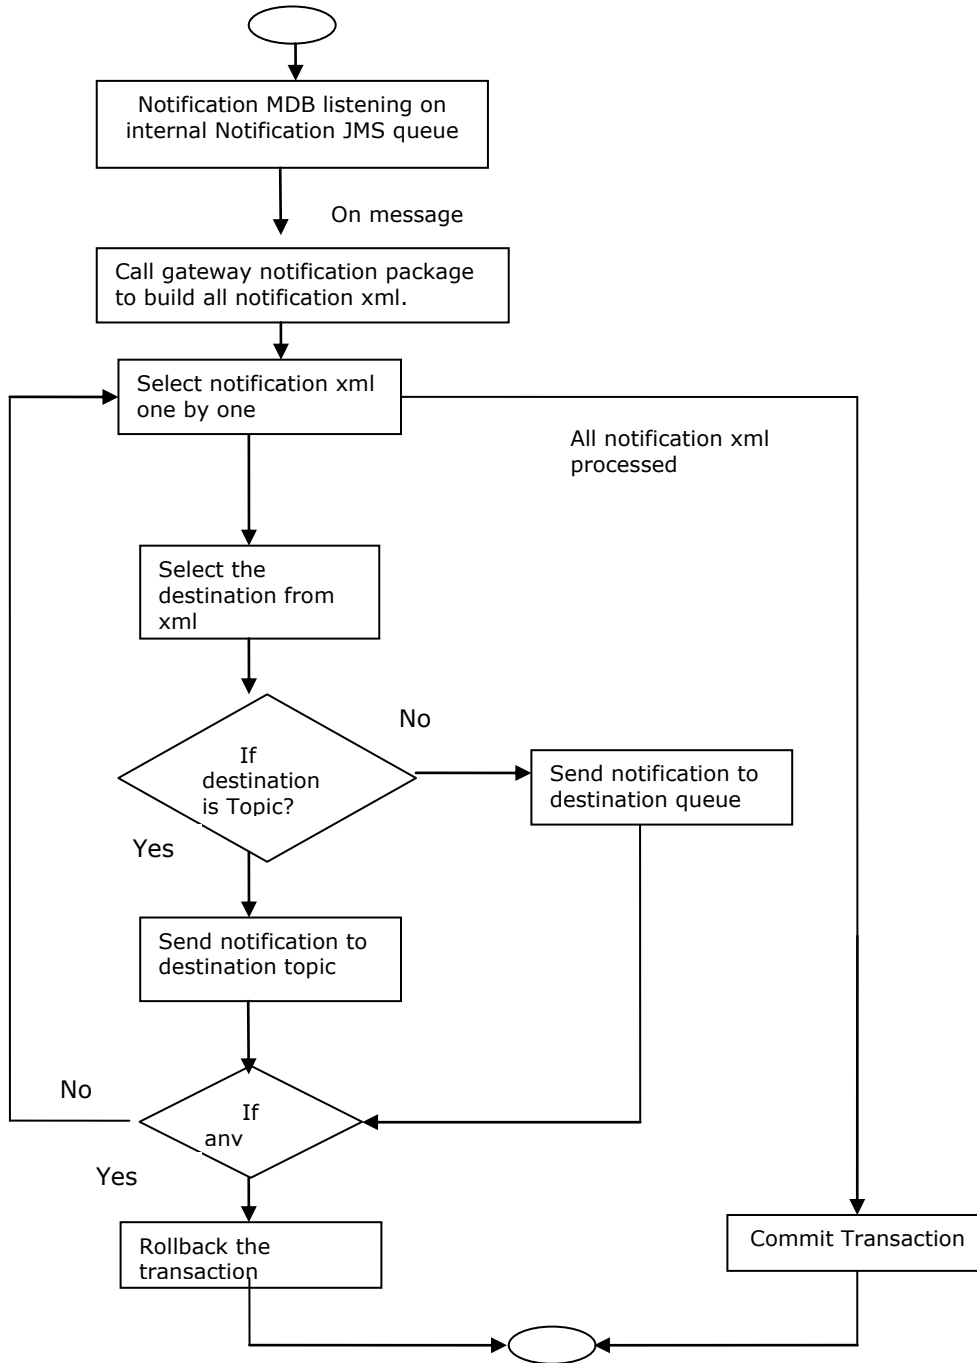 Notification MDB listening on
internal Notification JMS queue
On message
Call gateway notification package
to build all notification xml.
Select notification xml
one by one
All notification xml
processed
Select the
destination from
xml
No
If
destination
is Topic?
Send notification to
destination queue
Yes
Send notification to
destination topic
No
If
any
Yes
Rollback the
transaction
Commit Transaction